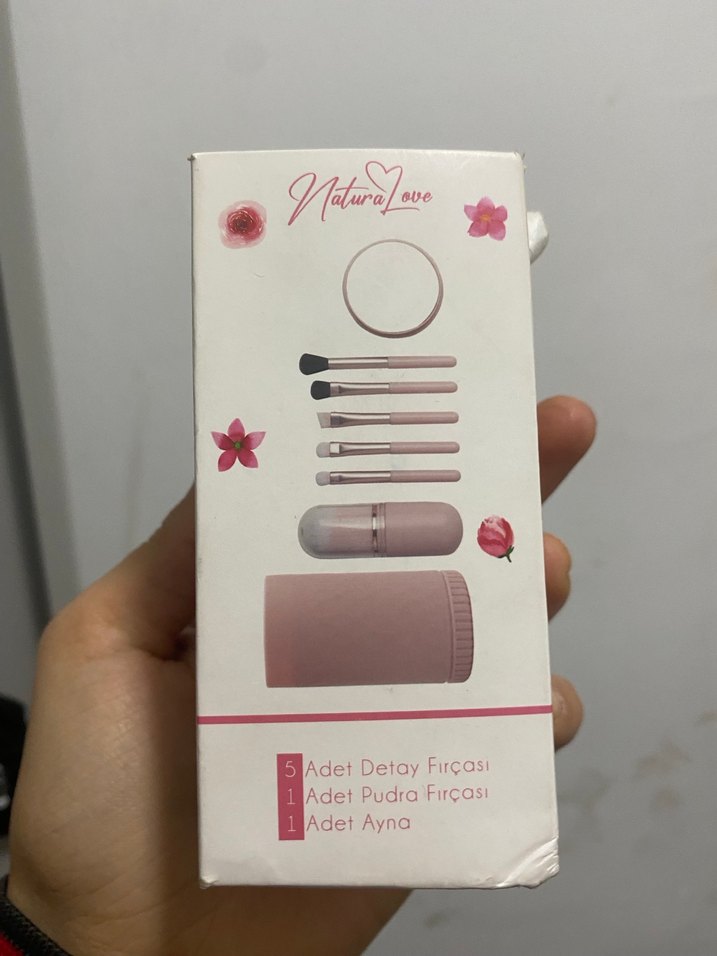 NaturaLove
5 Adet Detay Fırçası
1 Adet Pudra Fırçası
1 Adet Ayna